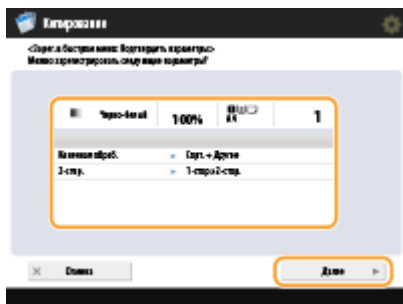 Копирование
<Зарег. в быстром меню: Подтвердить параметры>
Можно зарегистрировать следующие параметры?
Черно-белый 100% A4 1
Конечная обраб. ► Сорт. + Другие
2-стор. ► 1-стор.>2-стор.
× Отмена Далее ►